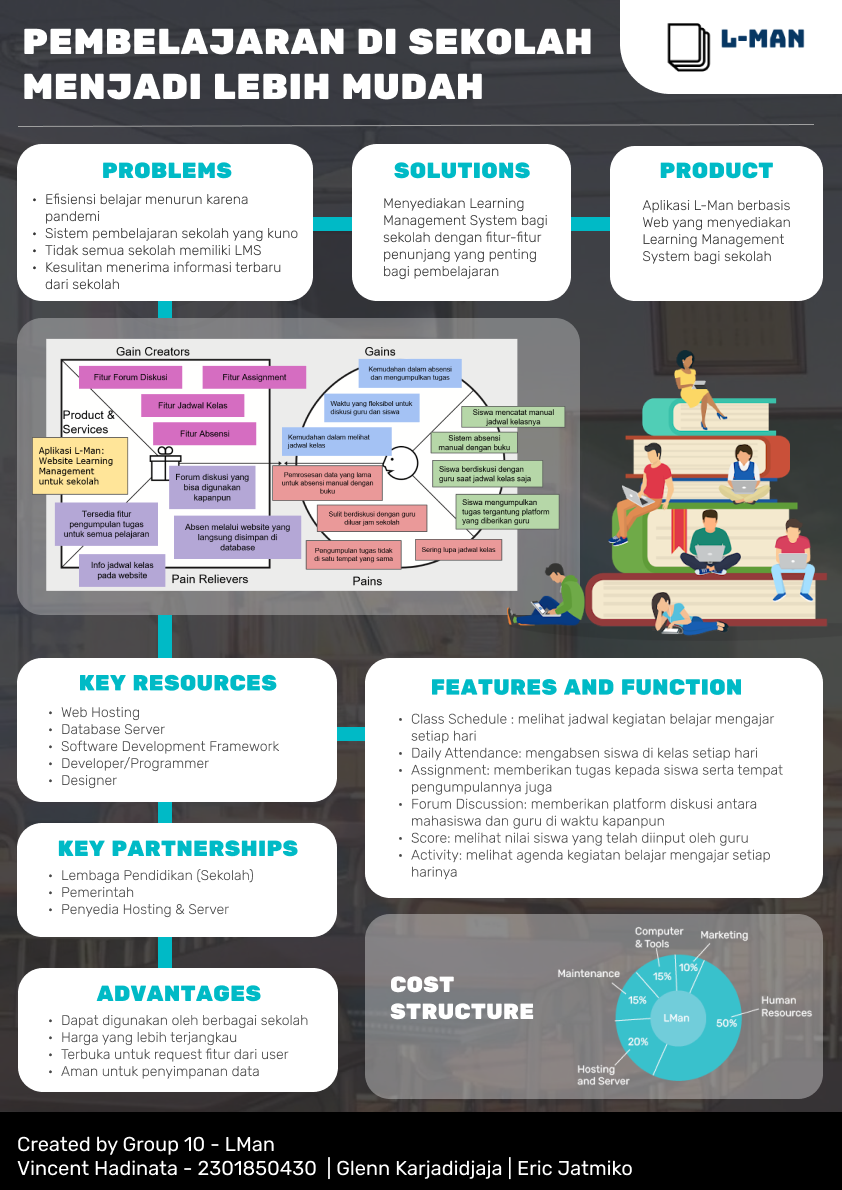 PEMBELAJARAN DI SEKOLAH
MENJADI LEBIH MUDAH
L-MAN
PROBLEMS
• Efisiensi belajar menurun karena
pandemi
• Sistem pembelajaran sekolah yang kuno
• Tidak semua sekolah memiliki LMS
• Kesulitan menerima informasi terbaru
dari sekolah
SOLUTIONS
Menyediakan Learning
Management System bagi
sekolah dengan fitur-fitur
penunjang yang penting
bagi pembelajaran
PRODUCT
Aplikasi L-Man berbasis
Web yang menyediakan
Learning Management
System bagi sekolah
Gain Creators
Fitur Forum Diskusi
Fitur Assignment
Fitur Jadwal Kelas
Fitur Absensi
Product &
Services
Aplikasi L-Man:
Website Learning
Management
untuk sekolah
Forum diskusi yang
bisa digunakan
kapanpun
Tersedia fitur
pengumpulan tugas
untuk semua pelajaran
Absen melalui website yang
langsung disimpan di
database
Info jadwal kelas
pada website
Pain Relievers
Gains
Kemudahan dalam absensi
dan mengumpulkan tugas
Waktu yang fleksibel untuk
diskusi guru dan siswa
Kemudahan dalam melihat
jadwal kelas
Siswa mencatat manual
jadwal kelasnya
Sistem absensi
manual dengan buku
Siswa berdiskusi dengan
guru saat jadwal kelas saja
Siswa mengumpulkan
tugas tergantung platform
yang diberikan guru
Pemrosesan data yang lama
untuk absensi manual dengan
buku
Sulit berdiskusi dengan guru
diluar jam sekolah
Pengumpulan tugas tidak
di satu tempat yang sama
Sering lupa jadwal kelas
Pains
KEY RESOURCES
• Web Hosting
• Database Server
• Software Development Framework
• Developer/Programmer
• Designer
FEATURES AND FUNCTION
• Class Schedule : melihat jadwal kegiatan belajar mengajar
setiap hari
• Daily Attendance: mengabsen siswa di kelas setiap hari
• Assignment: memberikan tugas kepada siswa serta tempat
pengumpulannya juga
• Forum Discussion: memberikan platform diskusi antara
mahasiswa dan guru di waktu kapanpun
• Score: melihat nilai siswa yang telah diinput oleh guru
• Activity: melihat agenda kegiatan belajar mengajar setiap
harinya
KEY PARTNERSHIPS
• Lembaga Pendidikan (Sekolah)
• Pemerintah
• Penyedia Hosting & Server
ADVANTAGES
• Dapat digunakan oleh berbagai sekolah
• Harga yang lebih terjangkau
• Terbuka untuk request fitur dari user
• Aman untuk penyimpanan data
COST
STRUCTURE
Computer
& Tools
Marketing
Maintenance
Human
Resources
Hosting
and Server
15%
10%
15%
50%
20%
LMan
Created by Group 10 - LMan
Vincent Hadinata - 2301850430 | Glenn Karjadidjaja | Eric Jatmiko